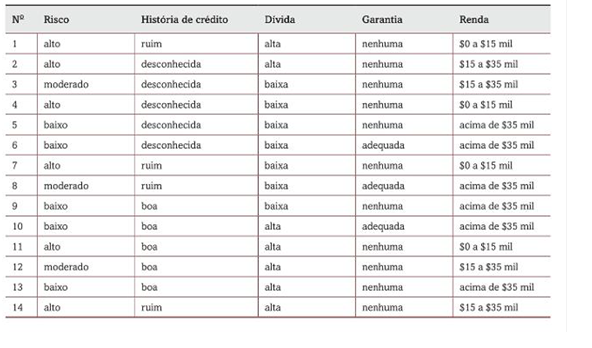 Nº Risco História de crédito Dívida Garantia Renda
1 alto ruim alta nenhuma $0 a $15 mil
2 alto desconhecida alta nenhuma $15 a $35 mil
3 moderado desconhecida baixa nenhuma $15 a $35 mil
4 alto desconhecida baixa nenhuma $0 a $15 mil
5 baixo desconhecida baixa nenhuma acima de $35 mil
6 baixo desconhecida baixa adequada acima de $35 mil
7 alto ruim baixa nenhuma $0 a $15 mil
8 moderado ruim baixa adequada acima de $35 mil
9 baixo boa baixa nenhuma acima de $35 mil
10 baixo boa alta adequada acima de $35 mil
11 alto boa alta nenhuma $0 a $15 mil
12 moderado boa alta nenhuma $15 a $35 mil
13 baixo boa alta nenhuma acima de $35 mil
14 alto ruim alta nenhuma $15 a $35 mil